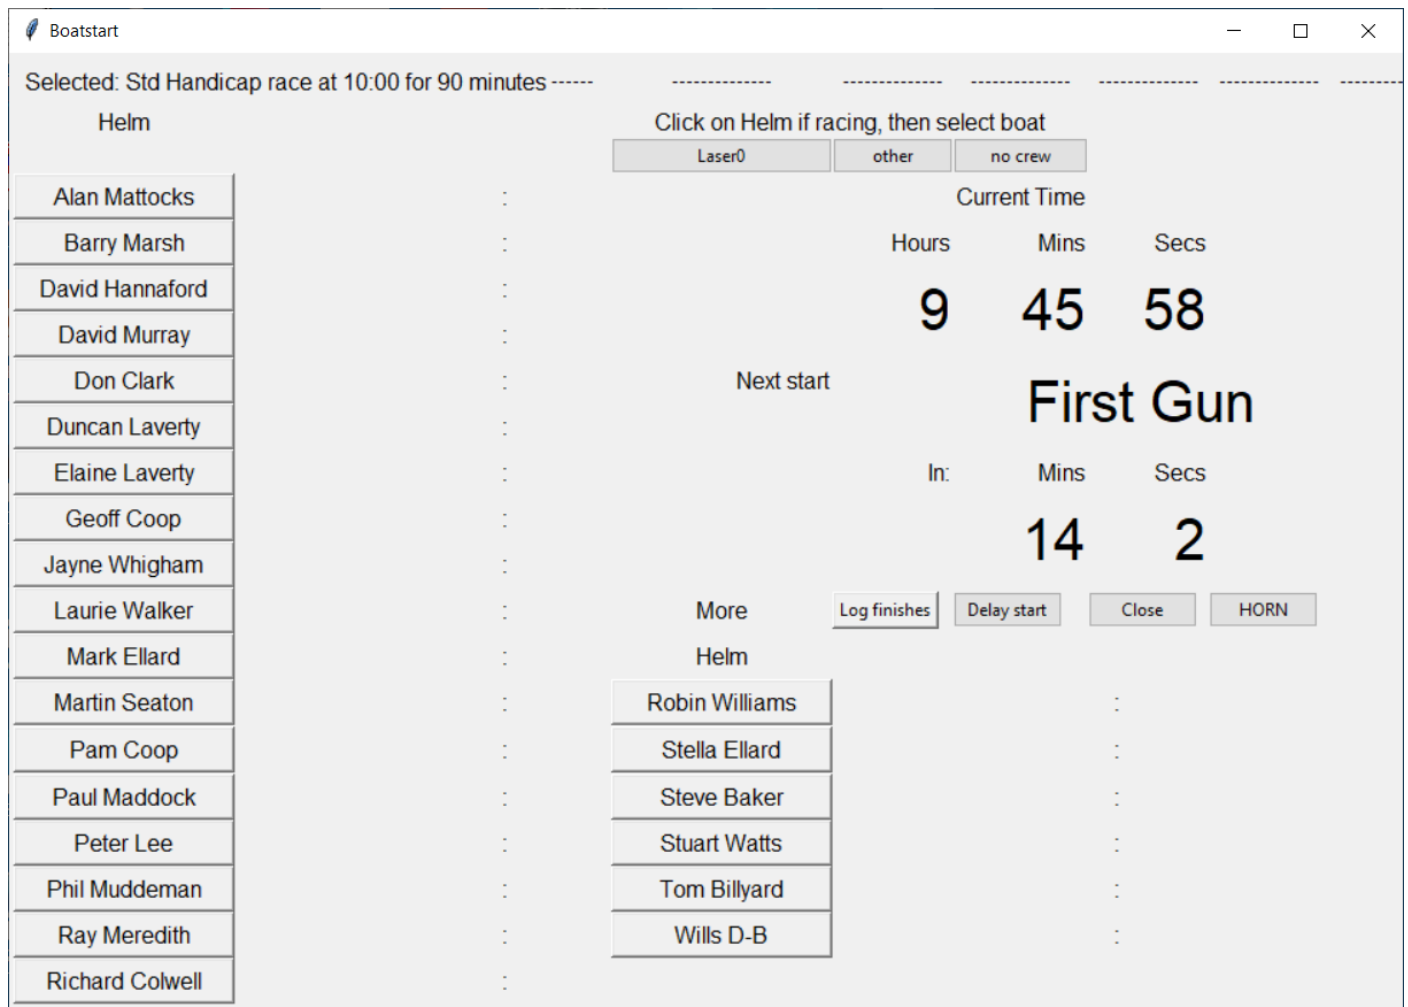 Boatstart
Selected: Std Handicap race at 10:00 for 90 minutes ------ -------------- -------------- -------------- -------------- -------------- ---------
Helm Click on Helm if racing, then select boat
Laser0 other no crew
Alan Mattocks : Current Time
Barry Marsh : Hours Mins Secs
David Hannaford : 9 45 58
David Murray :
Don Clark : Next start First Gun
Duncan Laverty :
Elaine Laverty : In: Mins Secs
Geoff Coop : 14 2
Jayne Whigham :
Laurie Walker : More Log finishes Delay start Close HORN
Mark Ellard : Helm
Martin Seaton : Robin Williams :
Pam Coop : Stella Ellard :
Paul Maddock : Steve Baker :
Peter Lee : Stuart Watts :
Phil Muddeman : Tom Billyard :
Ray Meredith : Wills D-B :
Richard Colwell :